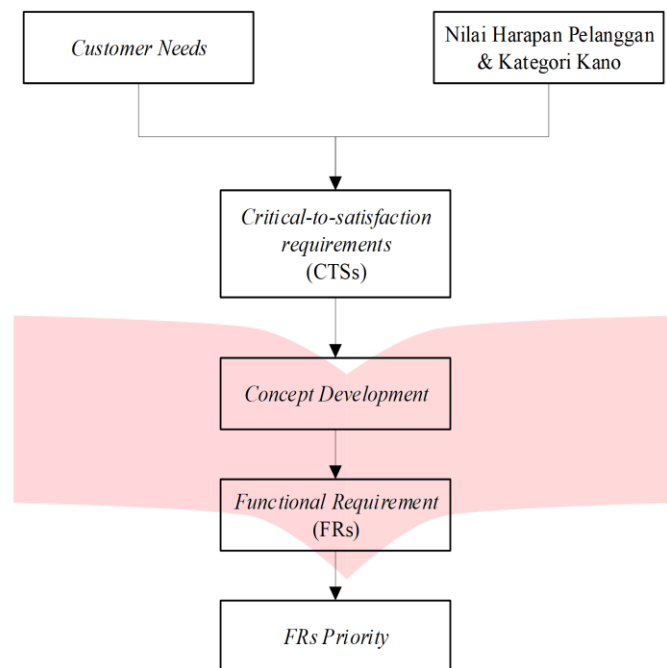 Customer Needs
Nilai Harapan Pelanggan
& Kategori Kano
Critical-to-satisfaction
requirements
(CTSs)
Concept Development
Functional Requirement
(FRs)
FRs Priority